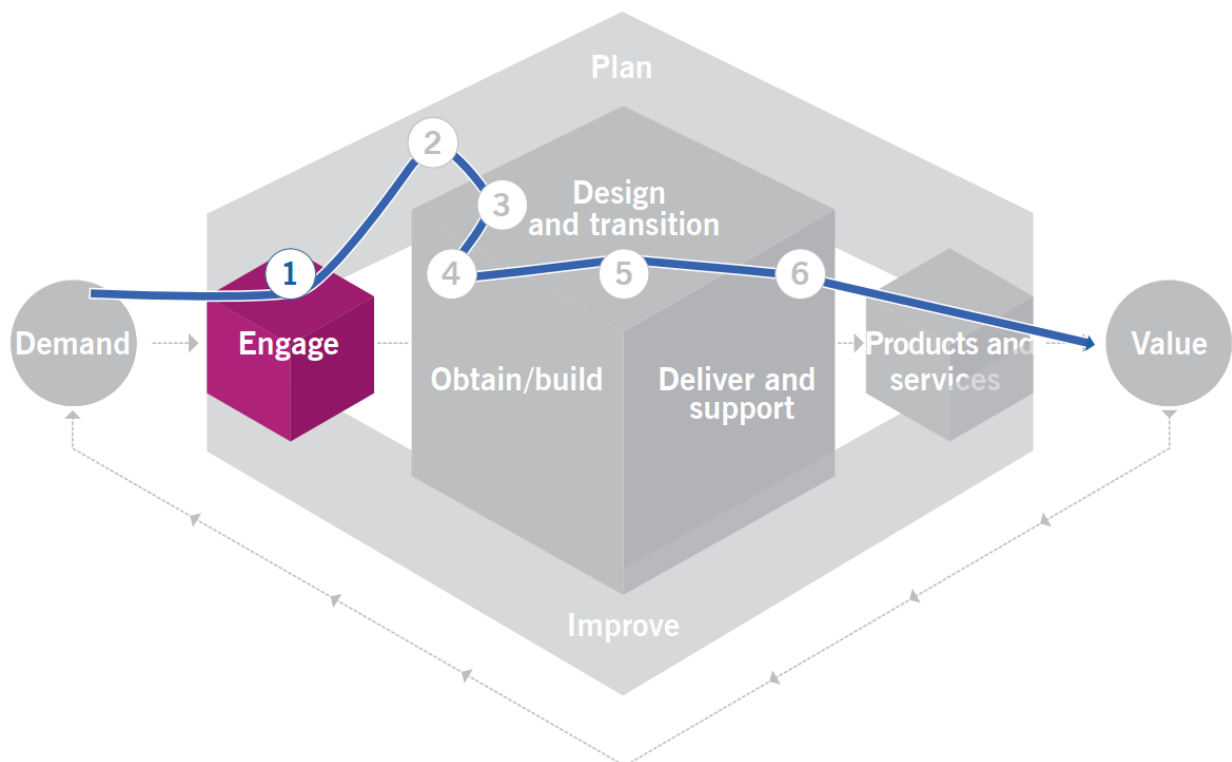 Plan
2
3
Design
and transition
1
4
5
6
Demand
Engage
Products and
services
Value
Obtain/build
Deliver and
support
Improve